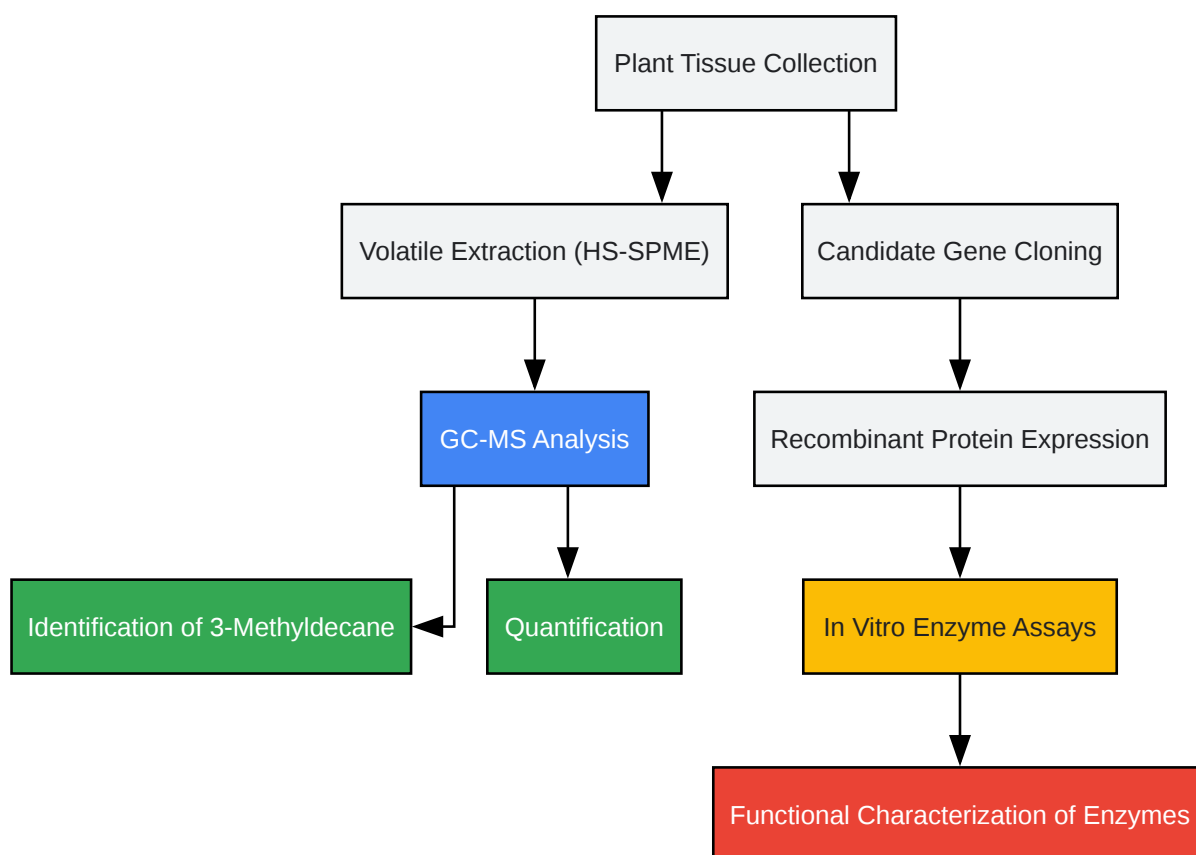 Plant Tissue Collection
Volatile Extraction (HS-SPME)
Candidate Gene Cloning
GC-MS Analysis
Recombinant Protein Expression
Identification of 3-Methyldecane
Quantification
In Vitro Enzyme Assays
Functional Characterization of Enzymes